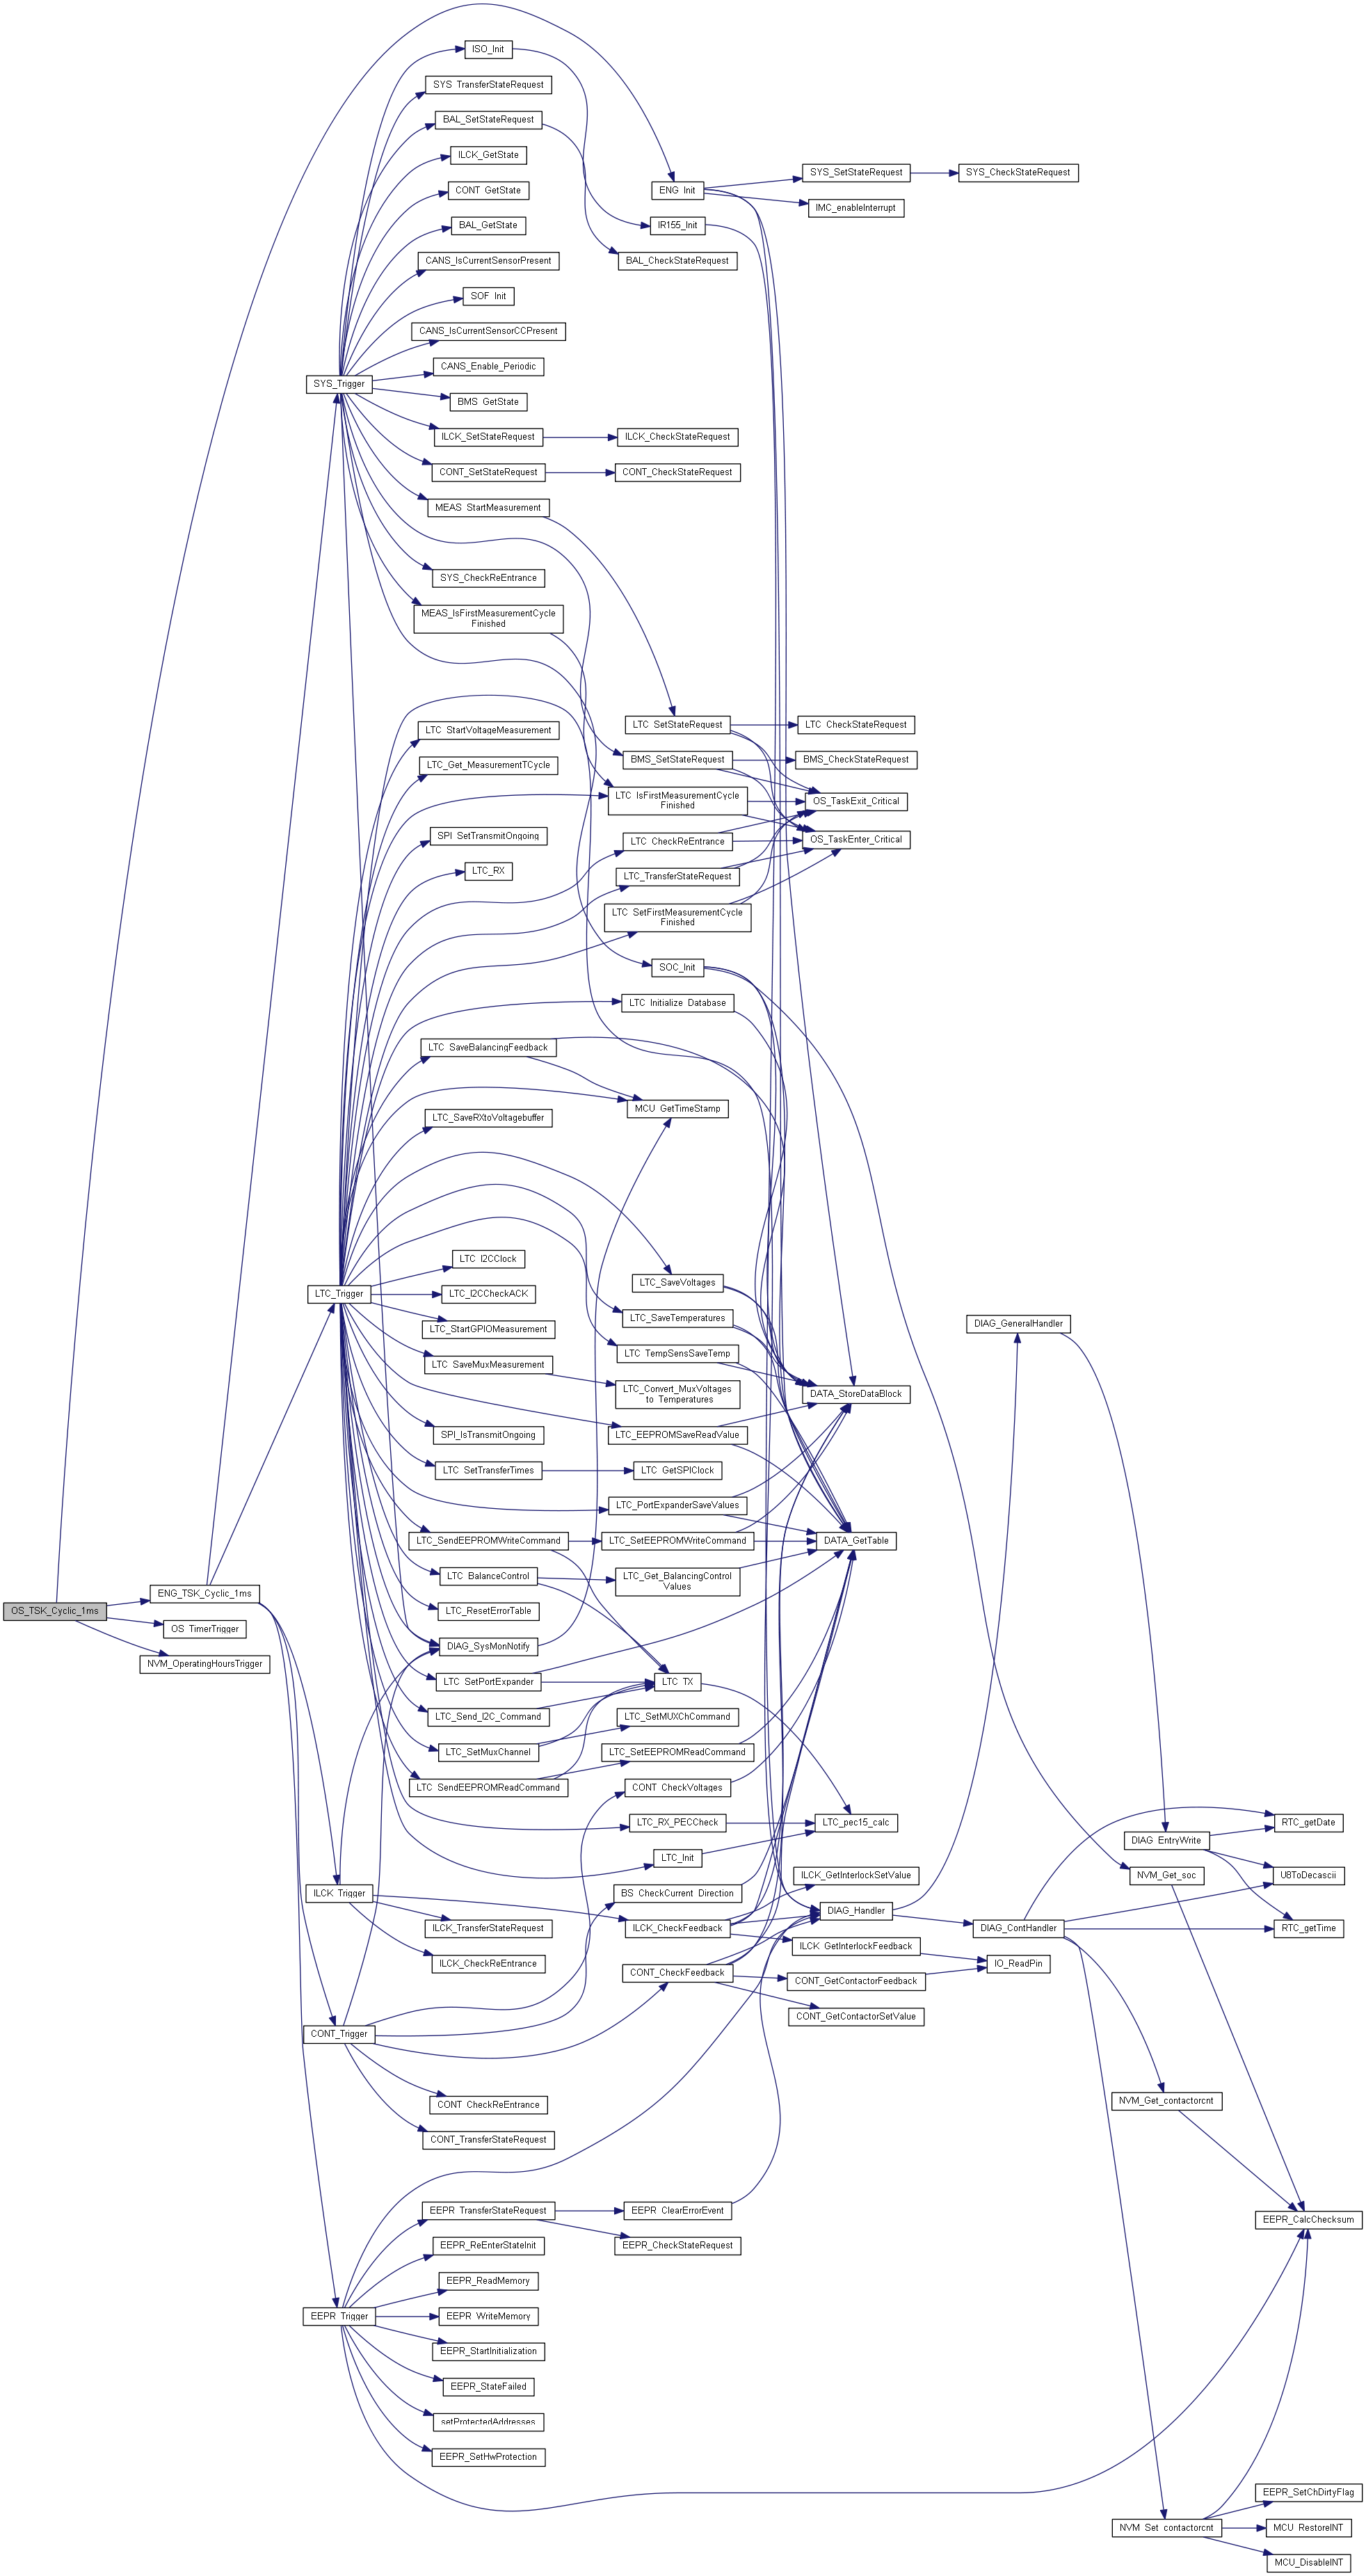 ISO_Init
SYS_TransferStateRequest
BAL_SetStateRequest
ILCK_GetState
SYS_SetStateRequest
SYS_CheckStateRequest
ENG_Init
CONT_GetState
IMC_enableInterrupt
BAL_GetState
IR155_Init
CANS_IsCurrentSensorPresent
BAL_CheckStateRequest
SOF_Init
CANS_IsCurrentSensorCCPresent
CANS_Enable_Periodic
SYS_Trigger
BMS_GetState
ILCK_SetStateRequest
ILCK_CheckStateRequest
CONT_SetStateRequest
CONT_CheckStateRequest
MEAS_StartMeasurement
SYS_CheckReEntrance
MEAS_IsFirstMeasurementCycle
Finished
LTC_SetStateRequest
LTC_CheckStateRequest
LTC_StartVoltageMeasurement
BMS_SetStateRequest
BMS_CheckStateRequest
LTC_Get_MeasurementTCycle
LTC_IsFirstMeasurementCycle
Finished
OS_TaskExit_Critical
SPI_SetTransmitOngoing
LTC_CheckReEntrance
OS_TaskEnter_Critical
LTC_RX
LTC_TransferStateRequest
LTC_SetFirstMeasurementCycle
Finished
SOC_Init
LTC_Initialize_Database
LTC_SaveBalancingFeedback
MCU_GetTimeStamp
LTC_SaveRXtoVoltagebuffer
LTC_I2CClock
LTC_SaveVoltages
LTC_Trigger
LTC_I2CCheckACK
LTC_SaveTemperatures
LTC_StartGPIOMeasurement
DIAG_GeneralHandler
LTC_TempSensSaveTemp
LTC_SaveMuxMeasurement
LTC_Convert_MuxVoltages
to_Temperatures
DATA_StoreDataBlock
SPI_IsTransmitOngoing
LTC_EEPROMSaveReadValue
LTC_SetTransferTimes
LTC_GetSPIClock
LTC_PortExpanderSaveValues
LTC_SendEEPROMWriteCommand
LTC_SetEEPROMWriteCommand
DATA_GetTable
LTC_BalanceControl
LTC_Get_BalancingControl
Values
ENG_TSK_Cyclic_1ms
OS_TSK_Cyclic_1ms
LTC_ResetErrorTable
OS_TimerTrigger
DIAG_SysMonNotify
NVM_OperatingHoursTrigger
LTC_SetPortExpander
LTC_TX
LTC_Send_I2C_Command
LTC_SetMUXChCommand
LTC_SetMuxChannel
LTC_SetEEPROMReadCommand
LTC_SendEEPROMReadCommand
CONT_CheckVoltages
LTC_RX_PECCheck
LTC_pec15_calc
RTC_getDate
DIAG_EntryWrite
LTC_Init
ILCK_GetInterlockSetValue
NVM_Get_soc
U8ToDecascii
ILCK_Trigger
BS_CheckCurrent_Direction
DIAG_Handler
ILCK_TransferStateRequest
ILCK_CheckFeedback
DIAG_ContHandler
RTC_getTime
ILCK_GetInterlockFeedback
ILCK_CheckReEntrance
IO_ReadPin
CONT_CheckFeedback
CONT_GetContactorFeedback
CONT_GetContactorSetValue
CONT_Trigger
CONT_CheckReEntrance
NVM_Get_contactorcnt
CONT_TransferStateRequest
EEPR_TransferStateRequest
EEPR_ClearErrorEvent
EEPR_CalcChecksum
EEPR_ReEnterStateInit
EEPR_CheckStateRequest
EEPR_ReadMemory
EEPR_Trigger
EEPR_WriteMemory
EEPR_StartInitialization
EEPR_StateFailed
setProtectedAddresses
EEPR_SetHwProtection
EEPR_SetChDirtyFlag
NVM_Set_contactorcnt
MCU_RestoreINT
MCU_DisableINT